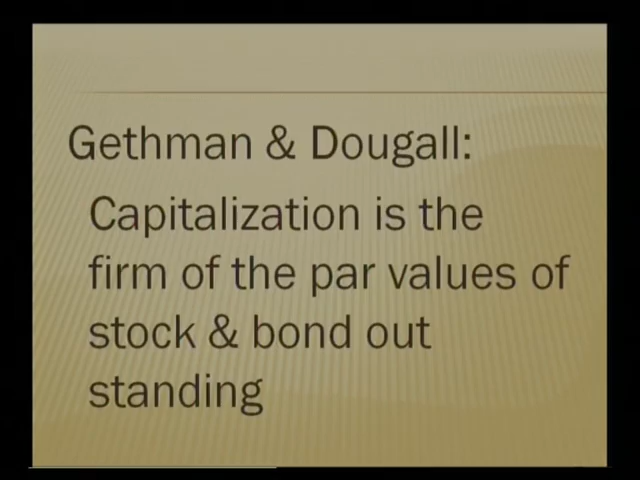 Gethman & Dougall:
Capitalization is the
firm of the par values of
stock & bond out
standing